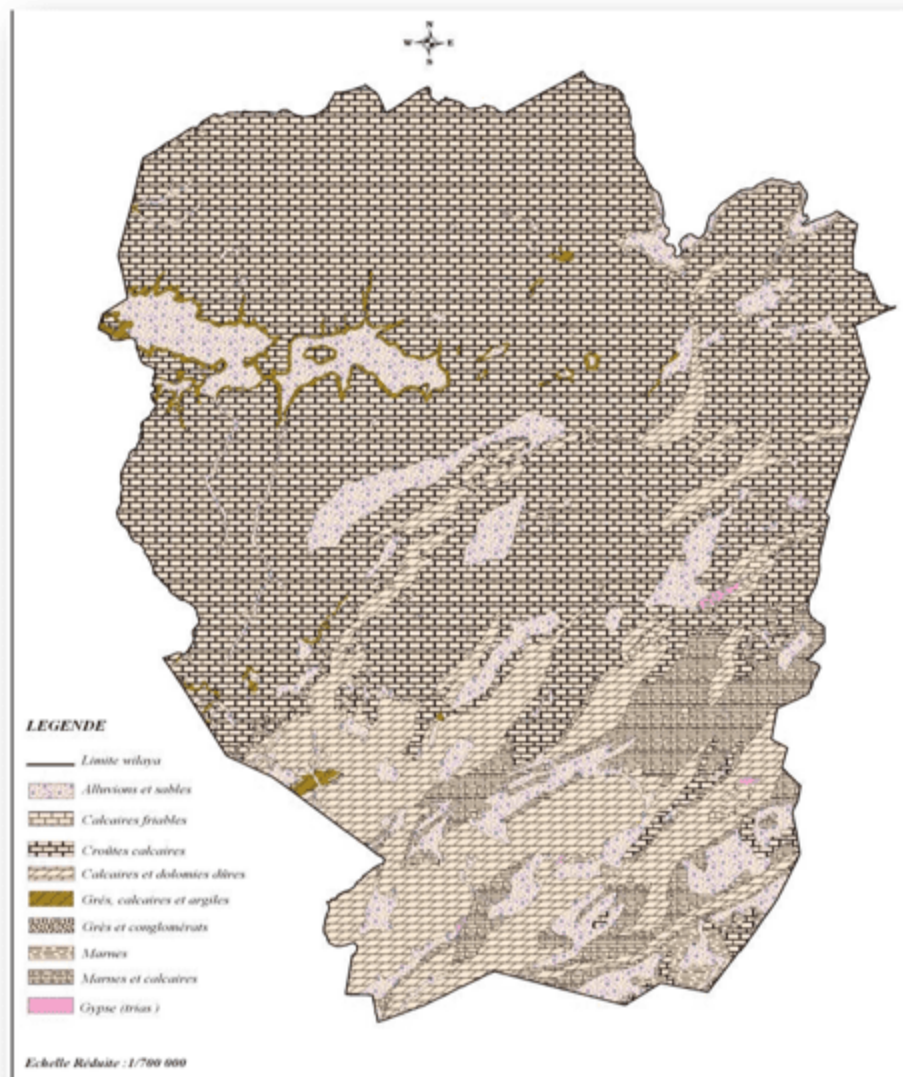 N
W E
S
LEGENDE
Limite wilaya
Alluvions et sables
Calcaires friables
Croûtes calcaires
Calcaires et dolomies dûres
Grés, calcaires et argiles
Grès et conglomérats
Marnes
Marnes et calcaires
Gypse (trias )
Echelle Réduite : 1/700 000